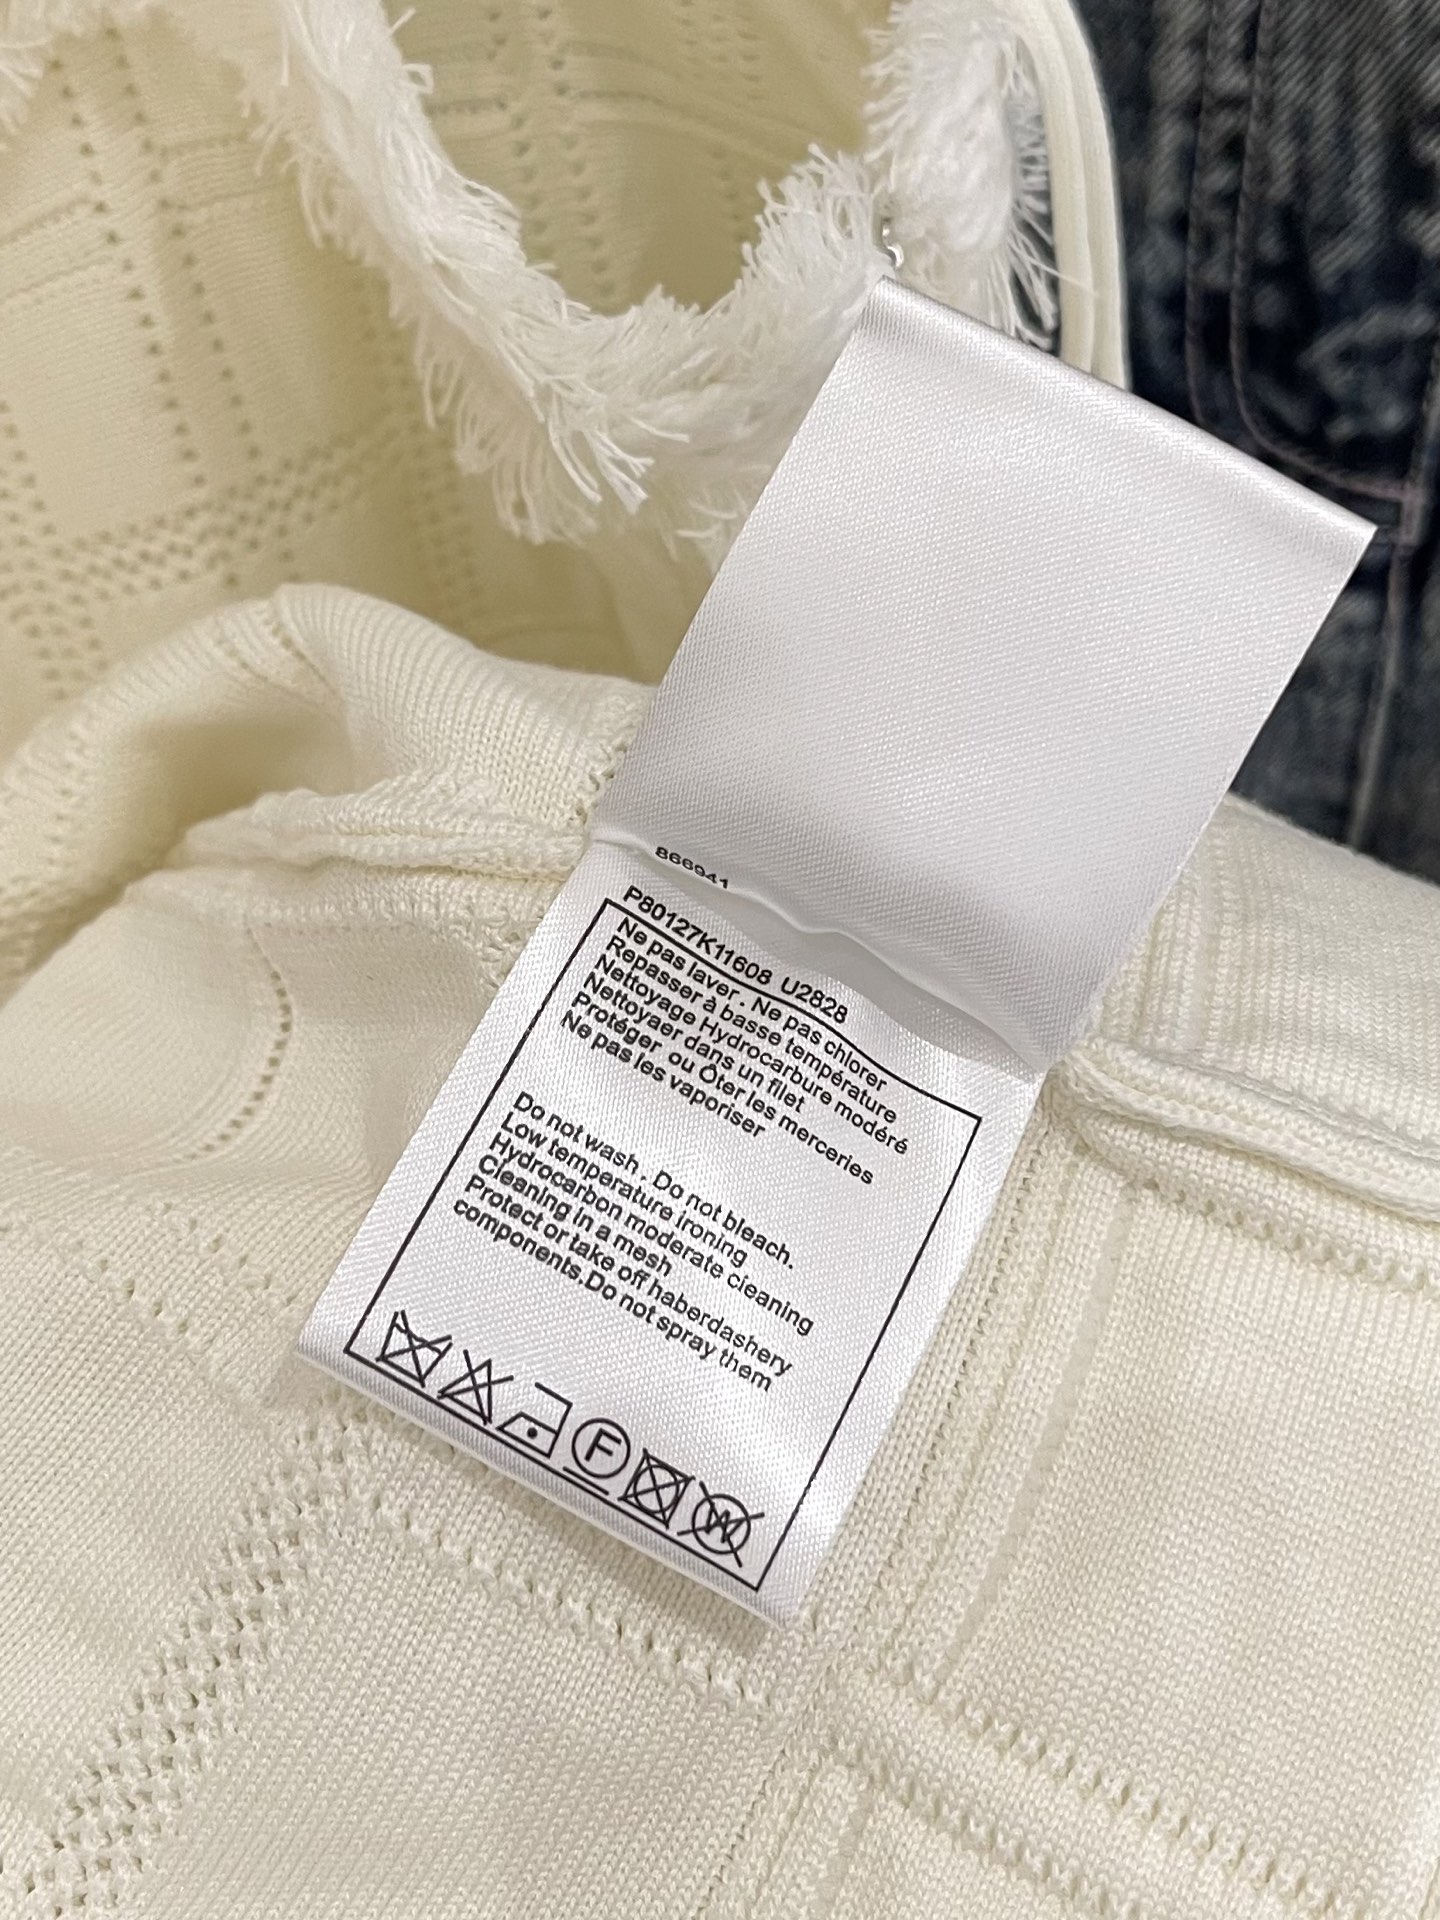 866941
P80127K11608 U2828
Ne pas laver . Ne pas chlorer
Repasser à basse température
Nettoyage Hydrocarbure modéré
Nettoyaer dans un filet
Protéger ou Ôter les merceries
Ne pas les vaporiser
Do not wash . Do not bleach.
Low temperature ironing
Hydrocarbon moderate cleaning
Cleaning in a mesh
Protect or take off haberdashery
components.Do not spray them
F W